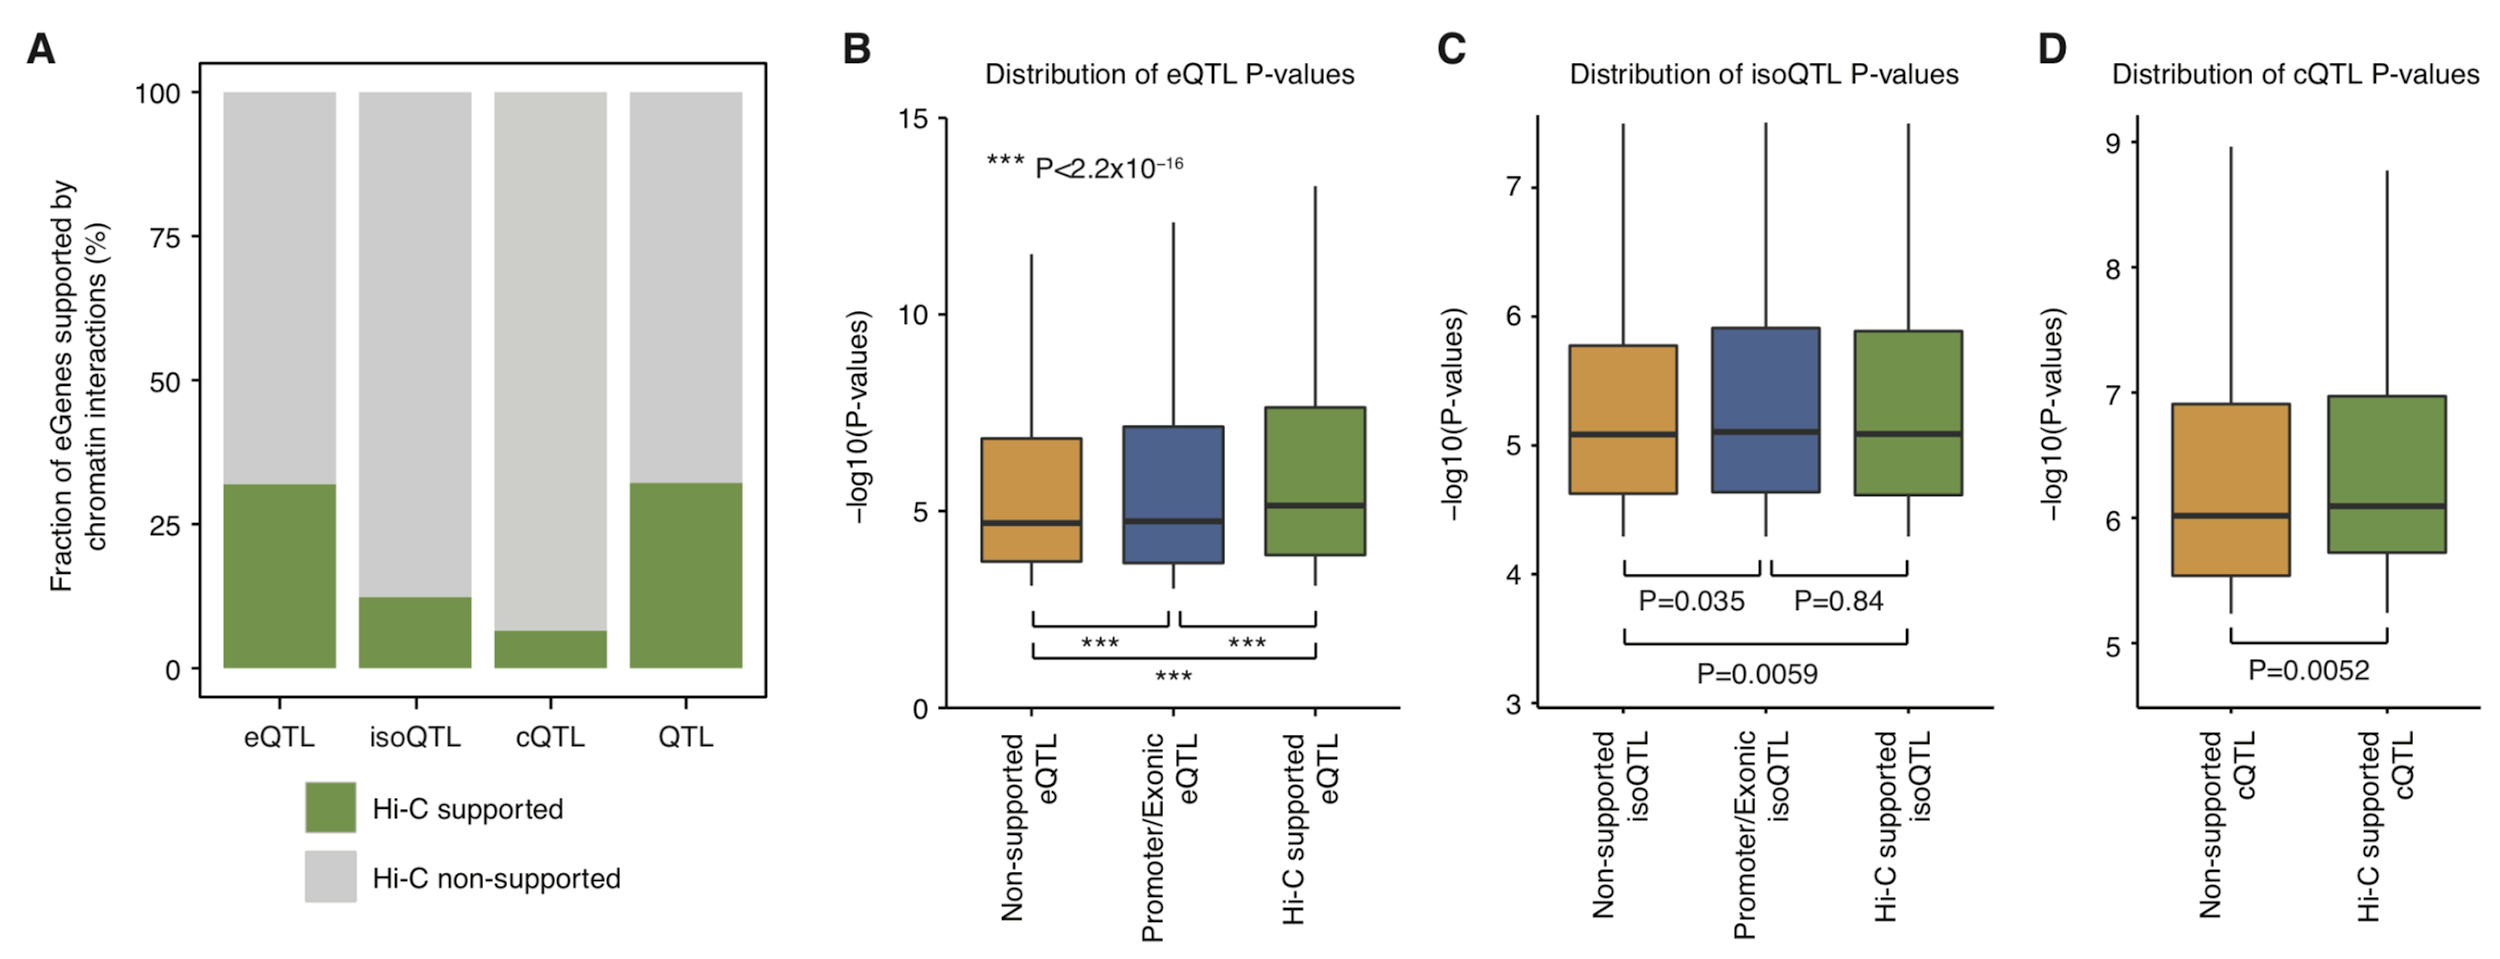 A
Fraction of eGenes supported by
chromatin interactions (%)
100
75
50
25
0
eQTL
isoQTL
cQTL
QTL
Hi-C supported
Hi-C non-supported
B
Distribution of eQTL P-values
–log10(P-values)
15
10
5
0
*** P<2.2x10⁻¹⁶
***
***
***
Non-supported
eQTL
Promoter/Exonic
eQTL
Hi-C supported
eQTL
C
Distribution of isoQTL P-values
–log10(P-values)
7
6
5
4
3
P=0.035
P=0.84
P=0.0059
Non-supported
isoQTL
Promoter/Exonic
isoQTL
Hi-C supported
isoQTL
D
Distribution of cQTL P-values
–log10(P-values)
9
8
7
6
5
P=0.0052
Non-supported
cQTL
Hi-C supported
cQTL